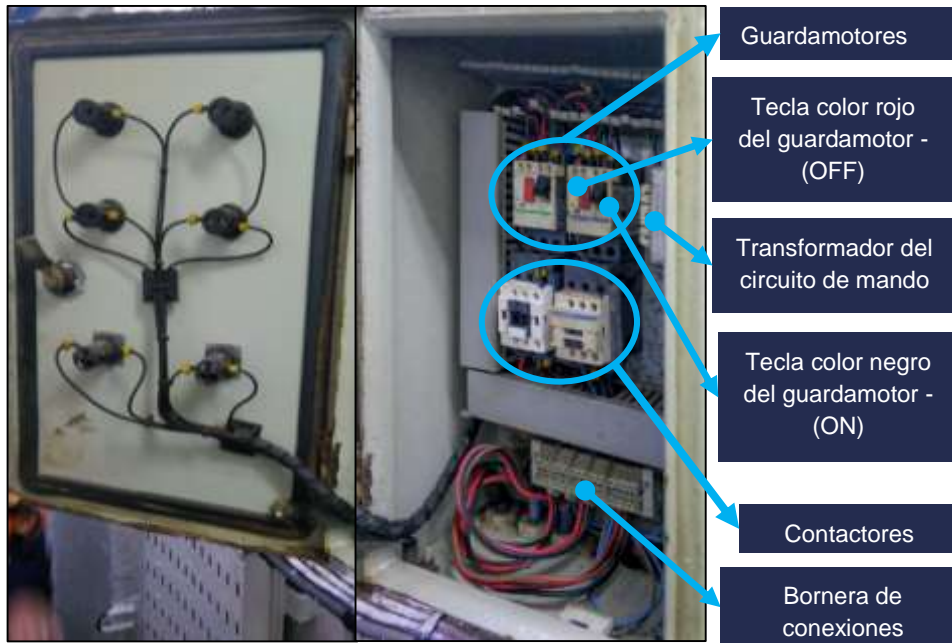 Guardamotores
Tecla color rojo
del guardamotor -
(OFF)
Transformador del
circuito de mando
Tecla color negro
del guardamotor -
(ON)
Contactores
Bornera de
conexiones